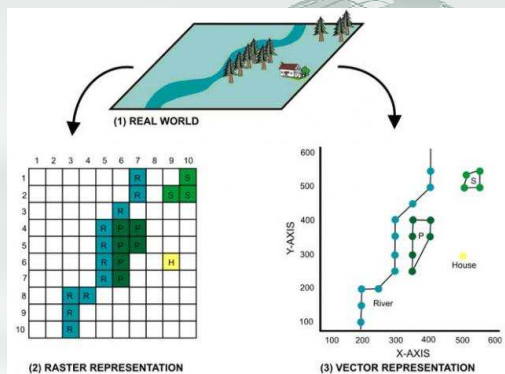 (1) REAL WORLD
1 2 3 4 5 6 7 8 9 10
1 R S
2 R S S
3 R
4 R P P
5 R P P
6 R P H
7 R P
8 R R
9 R
10 R
(2) RASTER REPRESENTATION
600
500
400
300
200
100
Y-AXIS
S
P
House
River
100 200 300 400 500 600
X-AXIS
(3) VECTOR REPRESENTATION